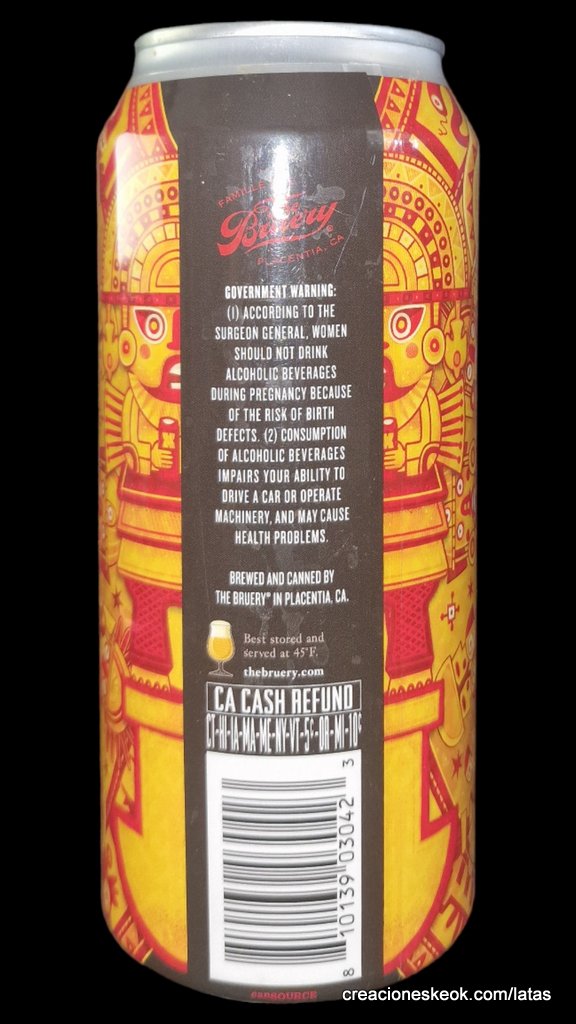 FAMILLE
The
Bruery®
PLACENTIA, CA
GOVERNMENT WARNING:
(1) ACCORDING TO THE
SURGEON GENERAL, WOMEN
SHOULD NOT DRINK
ALCOHOLIC BEVERAGES
DURING PREGNANCY BECAUSE
OF THE RISK OF BIRTH
DEFECTS. (2) CONSUMPTION
OF ALCOHOLIC BEVERAGES
IMPAIRS YOUR ABILITY TO
DRIVE A CAR OR OPERATE
MACHINERY, AND MAY CAUSE
HEALTH PROBLEMS.
BREWED AND CANNED BY
THE BRUERY® IN PLACENTIA, CA.
Best stored and
served at 45°F.
thebruery.com
CA CASH REFUND
CT-HI-IA-MA-ME-NY-VT-5¢-OR-MI-10¢
8 10139 03042 3
canSOURCE
creacioneskeok.com/latas